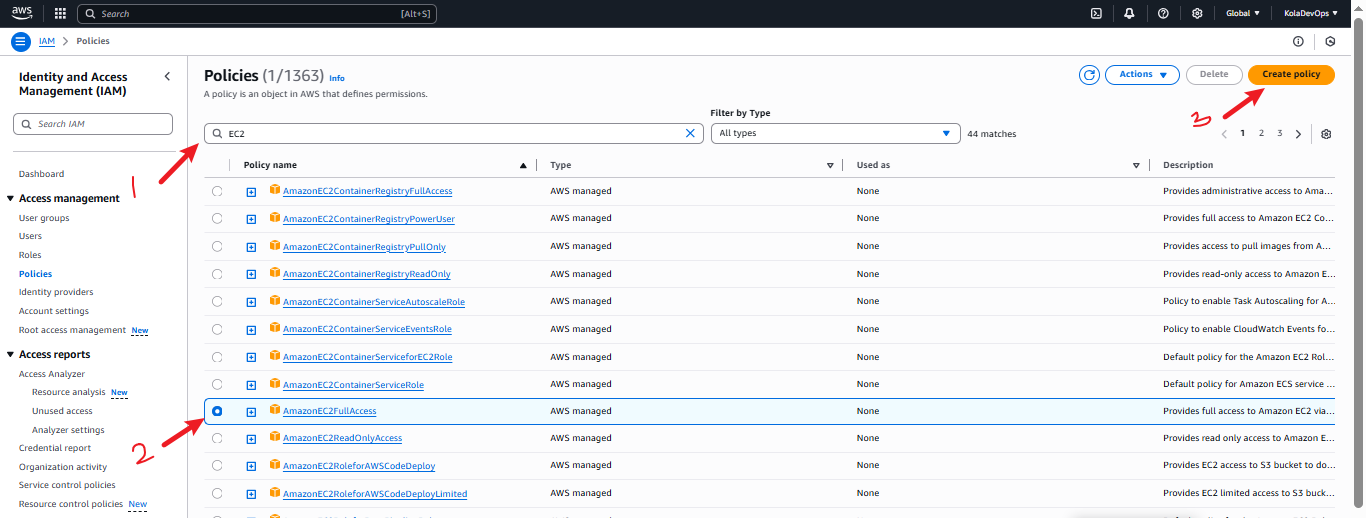 aws
Search [Alt+S]
Global ▼ KolaDevOps ▼
IAM > Policies
Identity and Access Management (IAM)
Search IAM
Dashboard
Access management
User groups
Users
Roles
Policies
Identity providers
Account settings
Root access management New
Access reports
Access Analyzer
Resource analysis New
Unused access
Analyzer settings
Credential report
Organization activity
Service control policies
Resource control policies New
Policies (1/1363) Info
A policy is an object in AWS that defines permissions.
Actions ▼ Delete Create policy
Filter by Type
EC2
All types
44 matches
1 2 3
Policy name Type Used as Description
AmazonEC2ContainerRegistryFullAccess AWS managed None Provides administrative access to Ama...
AmazonEC2ContainerRegistryPowerUser AWS managed None Provides full access to Amazon EC2 Co...
AmazonEC2ContainerRegistryPullOnly AWS managed None Provides access to pull images from A...
AmazonEC2ContainerRegistryReadOnly AWS managed None Provides read-only access to Amazon E...
AmazonEC2ContainerServiceAutoscaleRole AWS managed None Policy to enable Task Autoscaling for A...
AmazonEC2ContainerServiceEventsRole AWS managed None Policy to enable CloudWatch Events fo...
AmazonEC2ContainerServiceforEC2Role AWS managed None Default policy for the Amazon EC2 Rol...
AmazonEC2ContainerServiceRole AWS managed None Default policy for Amazon ECS service ...
AmazonEC2FullAccess AWS managed None Provides full access to Amazon EC2 via...
AmazonEC2ReadOnlyAccess AWS managed None Provides read only access to Amazon E...
AmazonEC2RoleforAWSCodeDeploy AWS managed None Provides EC2 access to S3 bucket to do...
AmazonEC2RoleforAWSCodeDeployLimited AWS managed None Provides EC2 limited access to S3 buck...
1
2
3